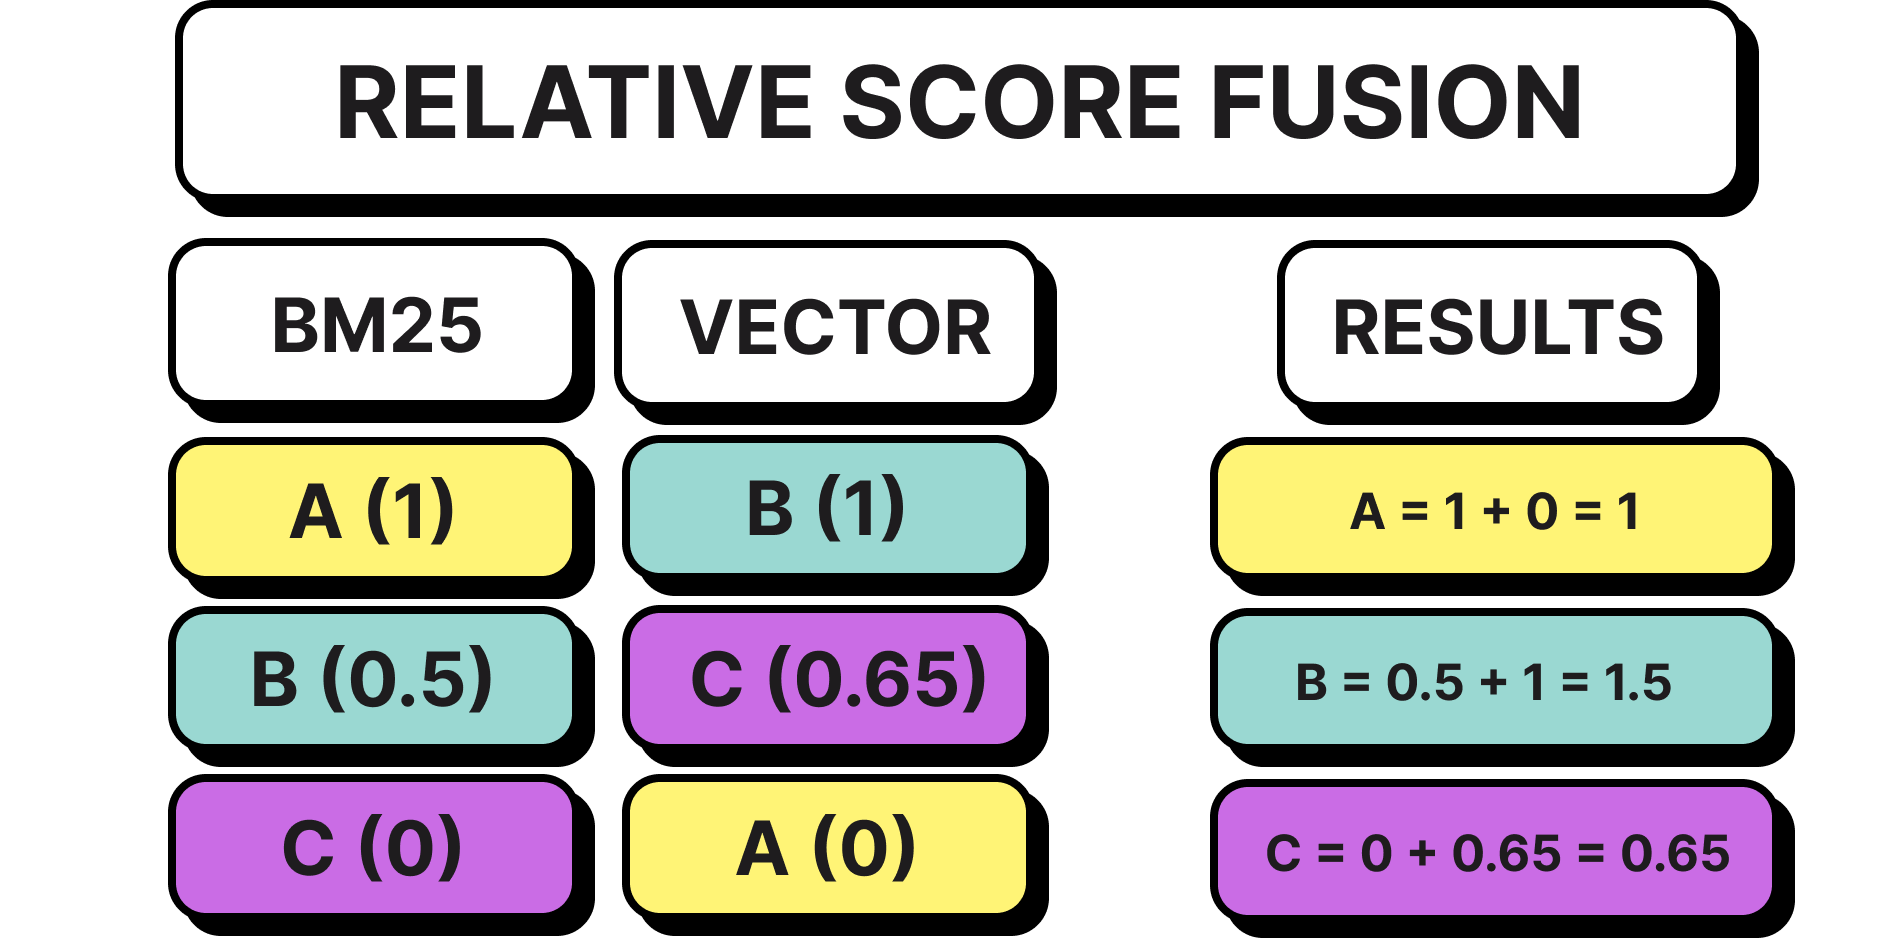 RELATIVE SCORE FUSION
BM25
VECTOR
RESULTS
A (1)
B (1)
A = 1 + 0 = 1
B (0.5)
C (0.65)
B = 0.5 + 1 = 1.5
C (0)
A (0)
C = 0 + 0.65 = 0.65